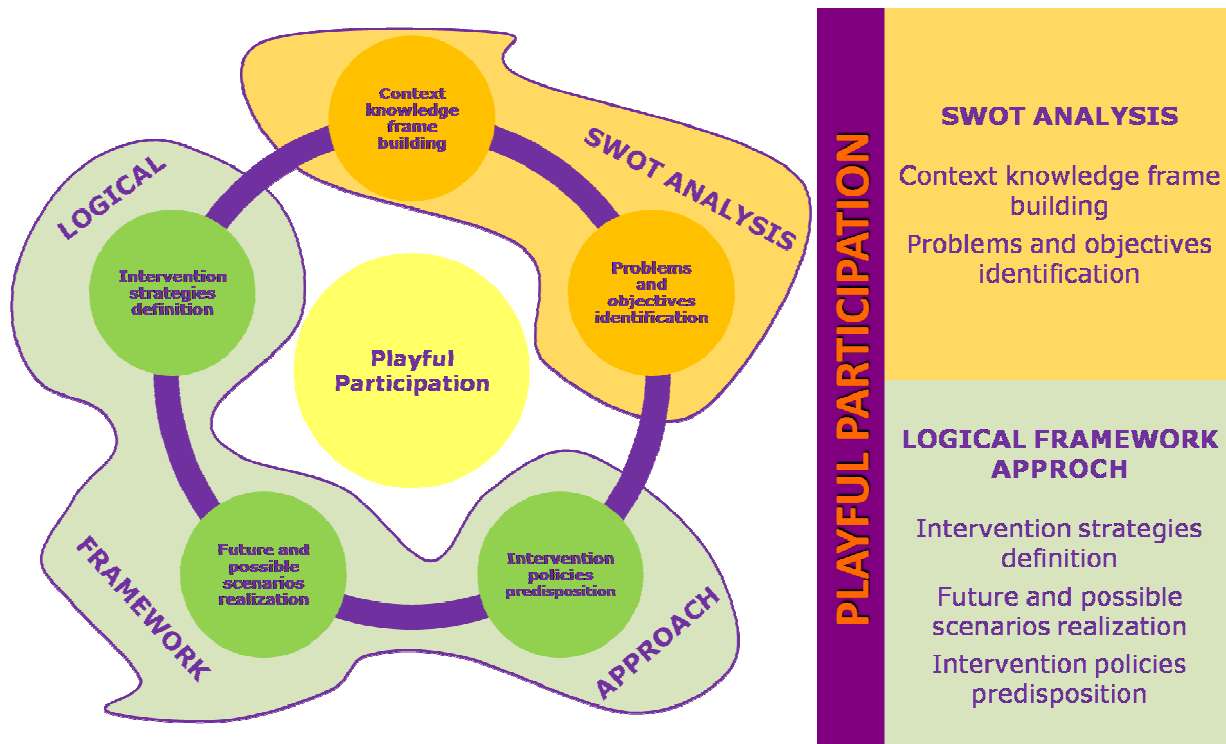 Context
knowledge
frame
building
SWOT ANALYSIS
Problems
and
objectives
identification
LOGICAL
Intervention
strategies
definition
Playful
Participation
FRAMEWORK
Future and
possible
scenarios
realization
Intervention
policies
predisposition
APPROACH
PLAYFUL PARTICIPATION
SWOT ANALYSIS
Context knowledge frame
building
Problems and objectives
identification
LOGICAL FRAMEWORK
APPROCH
Intervention strategies
definition
Future and possible
scenarios realization
Intervention policies
predisposition